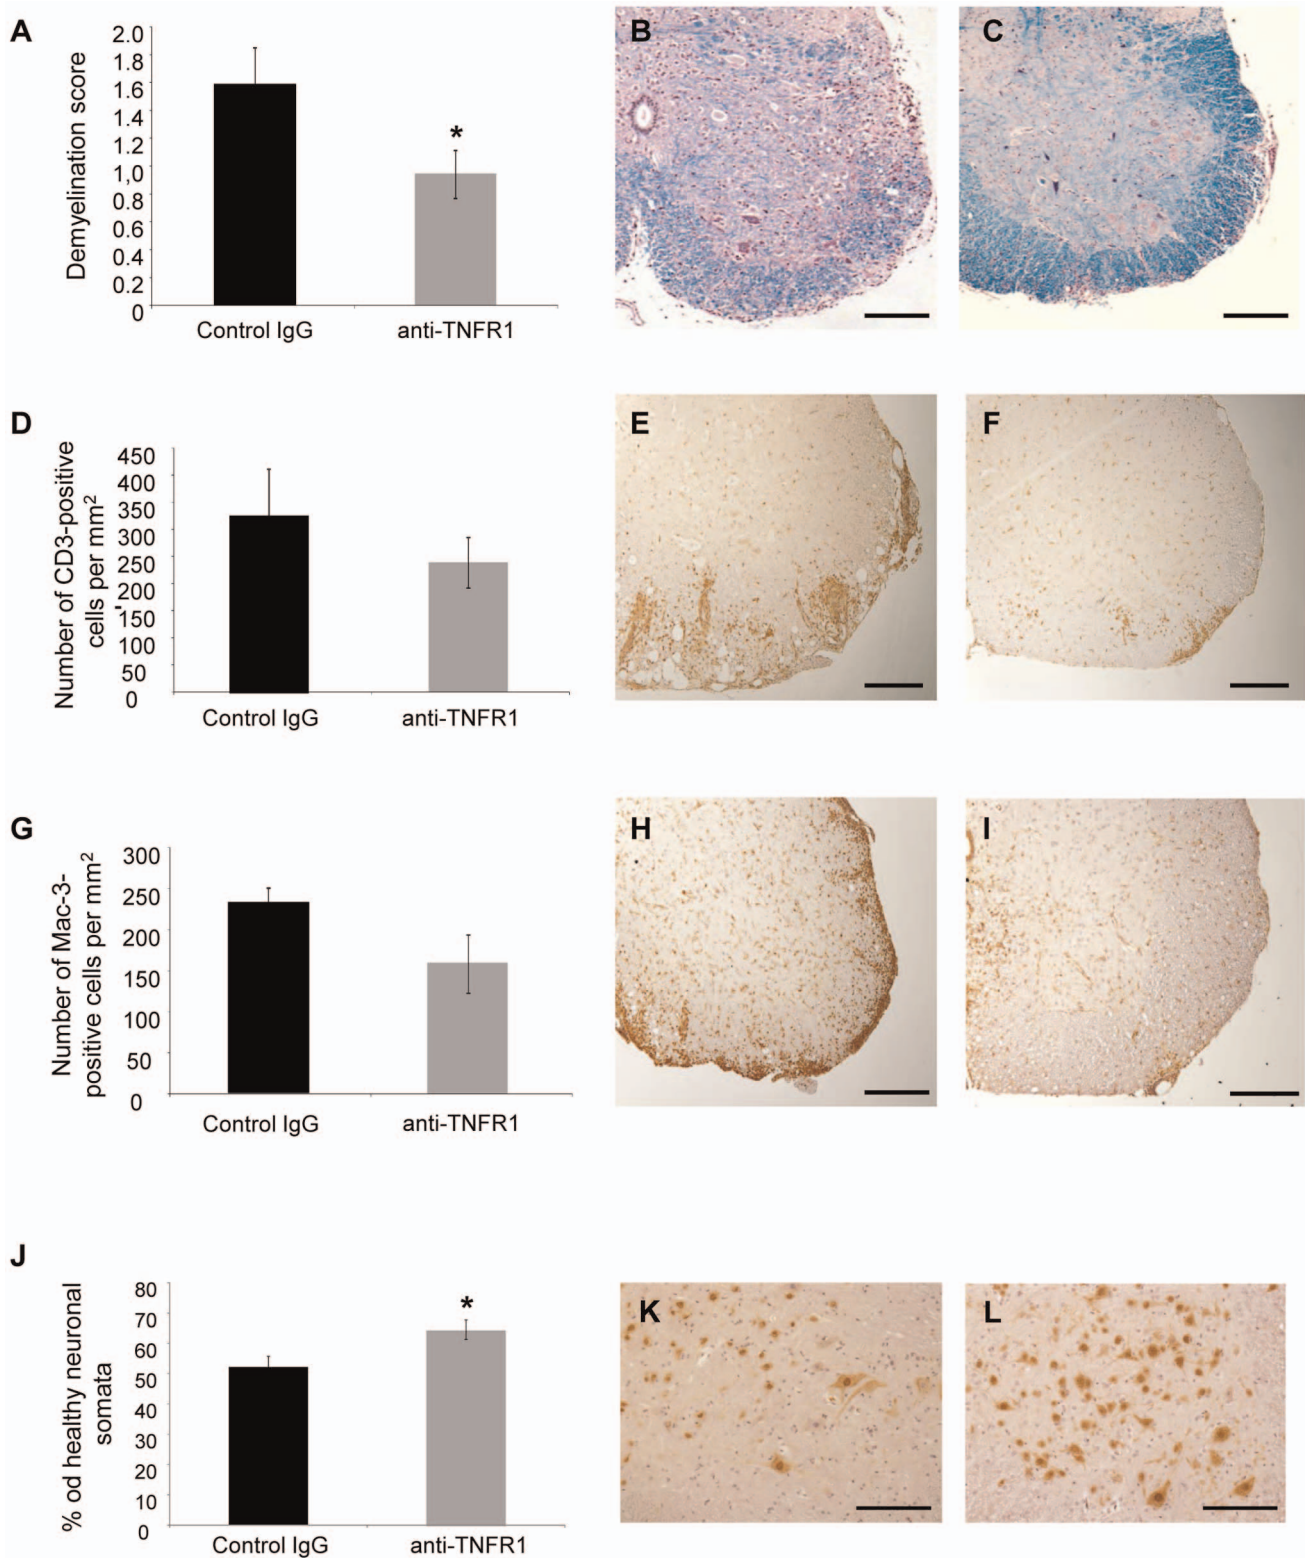 A
Demyelination score
2.0
1.8
1.6
1.4
1.2
1,0
0.8
0.6
0.4
0.2
0
*
Control IgG
anti-TNFR1
B
C
D
Number of CD3-positive
cells per mm2
450
400
350
300
250
200
150
100
50
0
Control IgG
anti-TNFR1
E
F
G
Number of Mac-3-
positive cells per mm2
300
250
200
150
100
50
0
Control IgG
anti-TNFR1
H
I
J
% od healthy neuronal
somata
80
70
60
50
40
30
20
10
0
*
Control IgG
anti-TNFR1
K
L